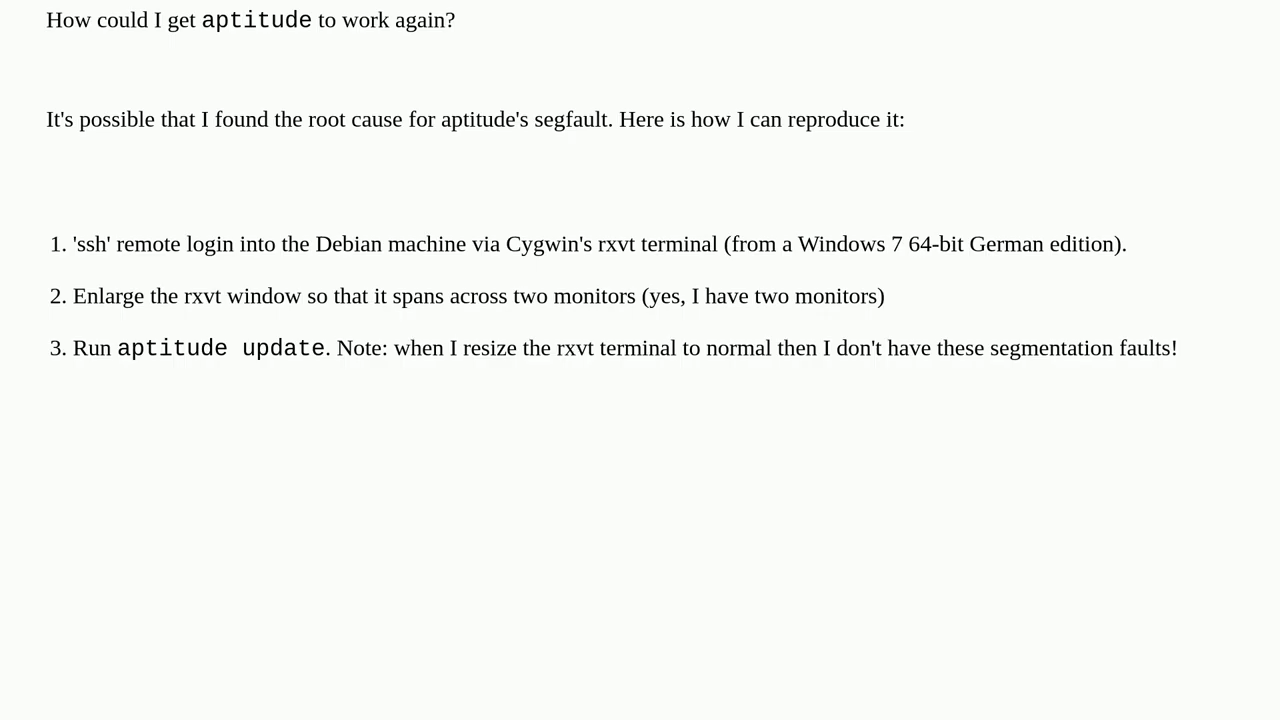 How could I get aptitude to work again?
It's possible that I found the root cause for aptitude's segfault. Here is how I can reproduce it:
1. 'ssh' remote login into the Debian machine via Cygwin's rxvt terminal (from a Windows 7 64-bit German edition).
2. Enlarge the rxvt window so that it spans across two monitors (yes, I have two monitors)
3. Run aptitude update. Note: when I resize the rxvt terminal to normal then I don't have these segmentation faults!